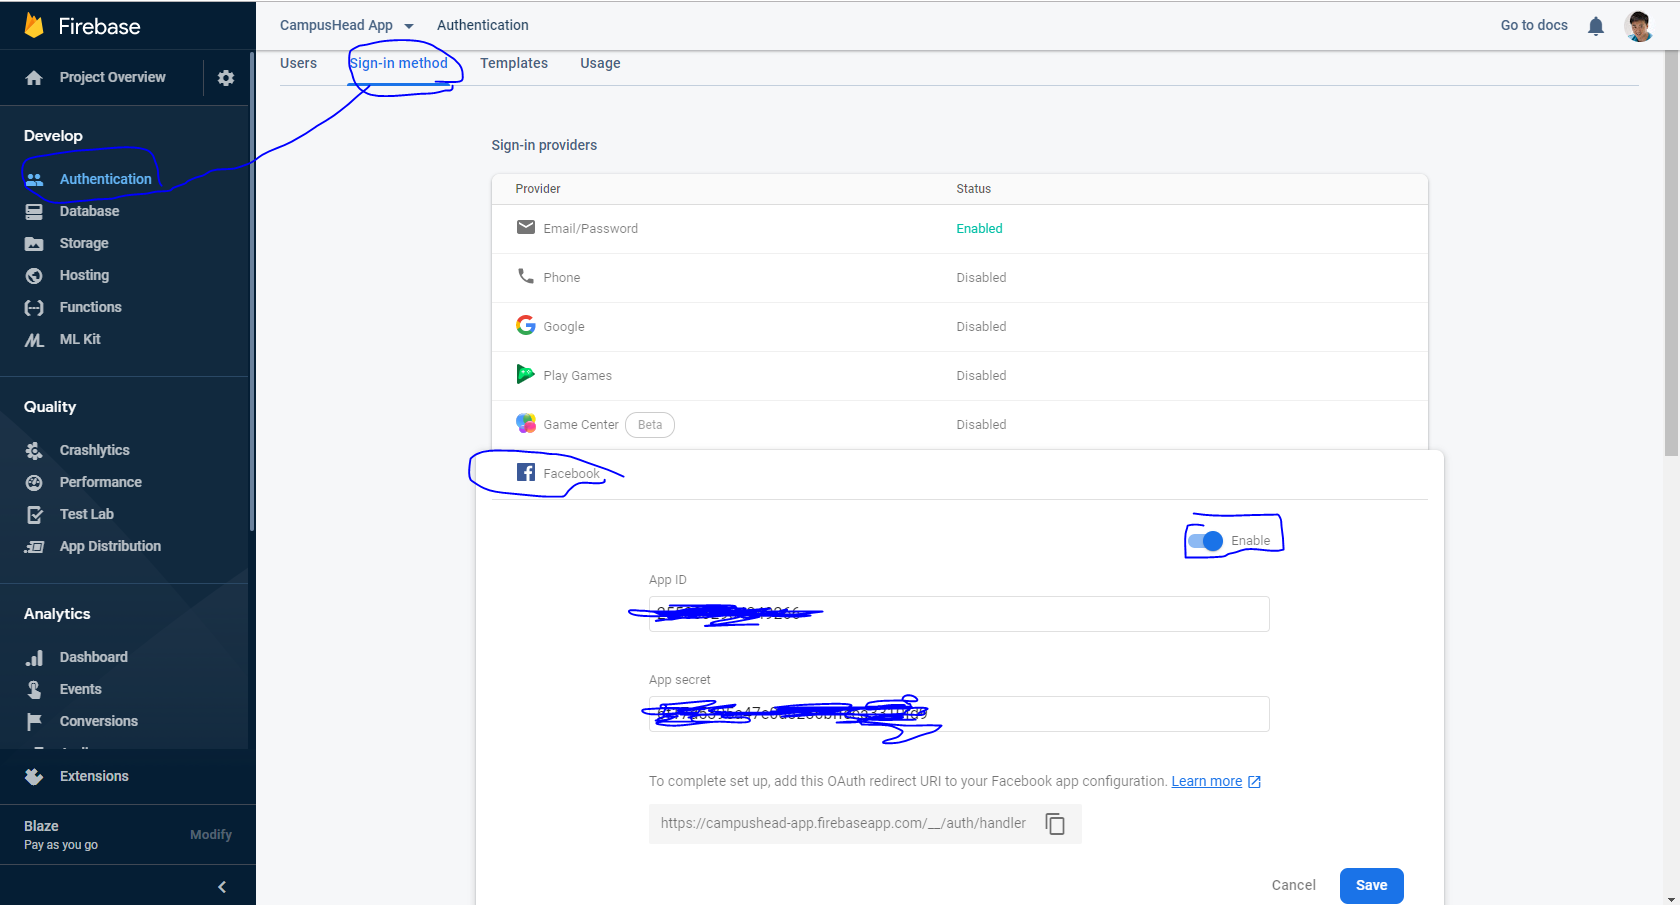 Firebase
CampusHead App
Authentication
Go to docs
Project Overview
Users
Sign-in method
Templates
Usage
Develop
Authentication
Database
Storage
Hosting
Functions
ML Kit
Quality
Crashlytics
Performance
Test Lab
App Distribution
Analytics
Dashboard
Events
Conversions
Extensions
Blaze
Modify
Pay as you go
Sign-in providers
Provider
Status
Email/Password
Enabled
Phone
Disabled
Google
Disabled
Play Games
Disabled
Game Center
Beta
Disabled
Facebook
Enable
App ID
App secret
To complete set up, add this OAuth redirect URI to your Facebook app configuration. Learn more
https://campushead-app.firebaseapp.com/__/auth/handler
Cancel
Save